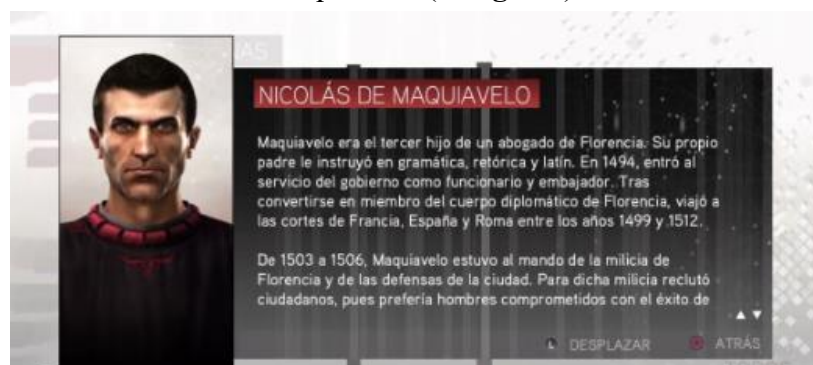 AS
NICOLÁS DE MAQUIAVELO
Maquiavelo era el tercer hijo de un abogado de Florencia. Su propio
padre le instruyó en gramática, retórica y latín. En 1494, entró al
servicio del gobierno como funcionario y embajador. Tras
convertirse en miembro del cuerpo diplomático de Florencia, viajó a
las cortes de Francia, España y Roma entre los años 1499 y 1512.
De 1503 a 1506, Maquiavelo estuvo al mando de la milicia de
Florencia y de las defensas de la ciudad. Para dicha milicia reclutó
ciudadanos, pues prefería hombres comprometidos con el éxito de
L DESPLAZAR ATRÁS